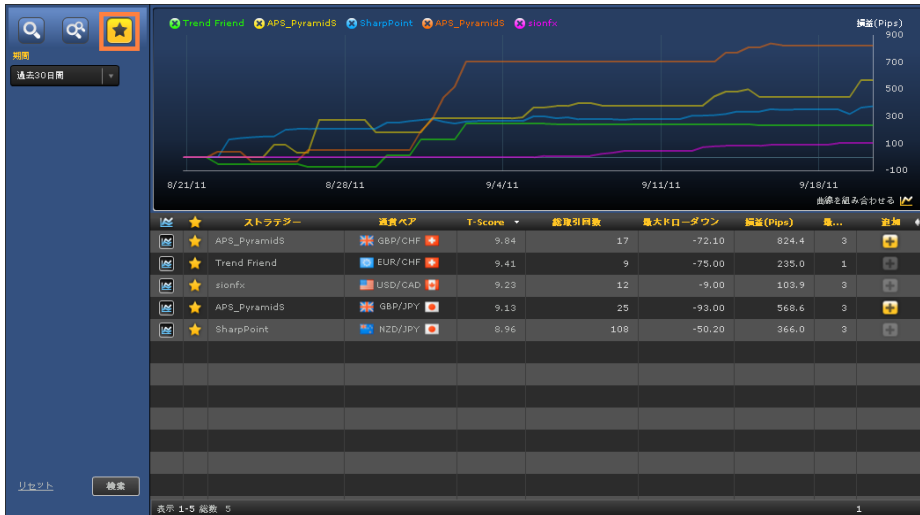 Trend Friend APS_PyramidS SharpPoint APS_PyramidS sionfx 損益(Pips)
900
700
500
300
100
-100
8/21/11 8/28/11 9/4/11 9/11/11 9/18/11
曲線を組み合わせる
期間
過去30日間
ストラテジー 通貨ペア T-Score 総取引回数 最大ドローダウン 損益(Pips) 最... 追加
APS_PyramidS GBP/CHF 9.84 17 -72.10 824.4 3
Trend Friend EUR/CHF 9.41 9 -75.00 235.0 1
sionfx USD/CAD 9.23 12 -9.00 103.9 3
APS_PyramidS GBP/JPY 9.13 25 -93.00 568.6 3
SharpPoint NZD/JPY 8.96 108 -50.20 366.0 3
リセット 検索
表示 1-5 総数 5 1